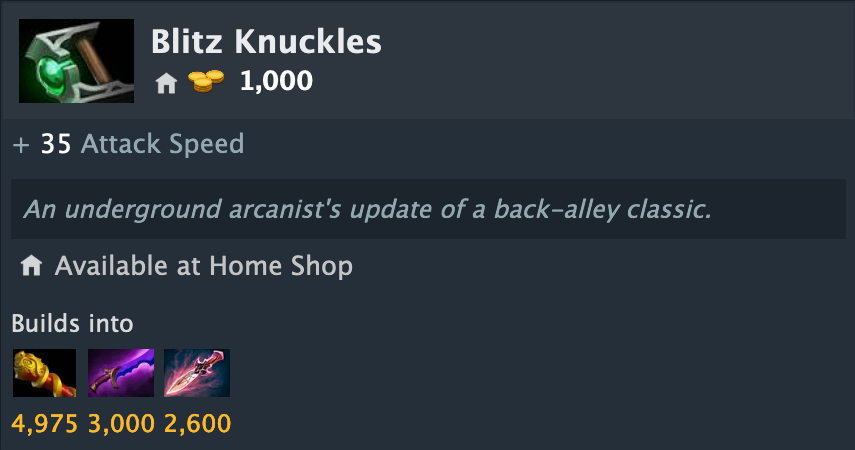 Blitz Knuckles
1,000
+ 35 Attack Speed
An underground arcanist's update of a back-alley classic.
Available at Home Shop
Builds into
4,975 3,000 2,600